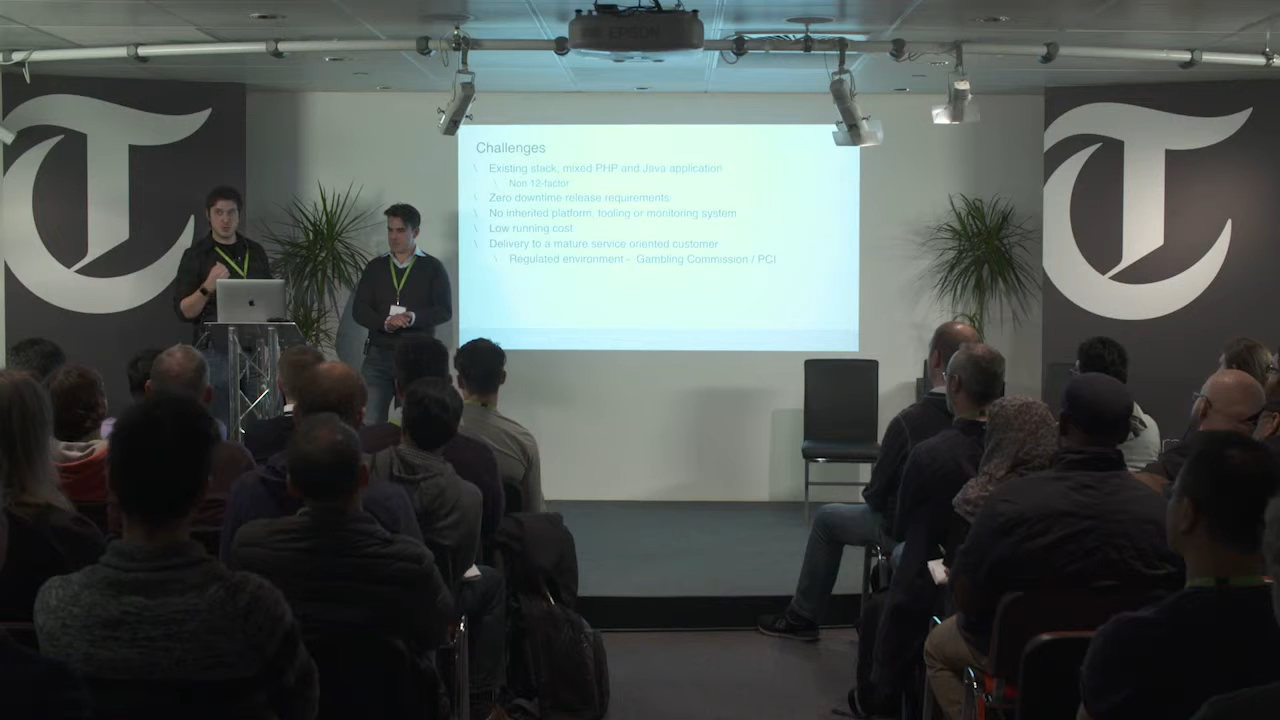 EPSON
Challenges
Existing stack, mixed PHP and Java application
Non 12-factor
Zero downtime release requirements
No inherited platform, tooling or monitoring system
Low running cost
Delivery to a mature service oriented customer
Regulated environment - Gambling Commission / PCI
T
T